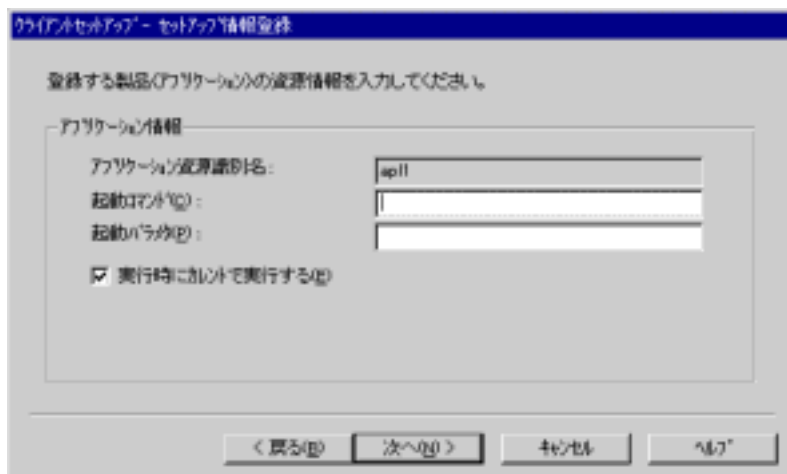 クライアントセットアップ - セットアップ情報登録
登録する製品(アプリケーション)の資源情報を入力してください。
アプリケーション情報
アプリケーション資源識別名:
apl1
起動コマンド(C):
起動パラメタ(P):
実行時にカレントで実行する(E)
< 戻る(B)
次へ(N) >
キャンセル
ヘルプ